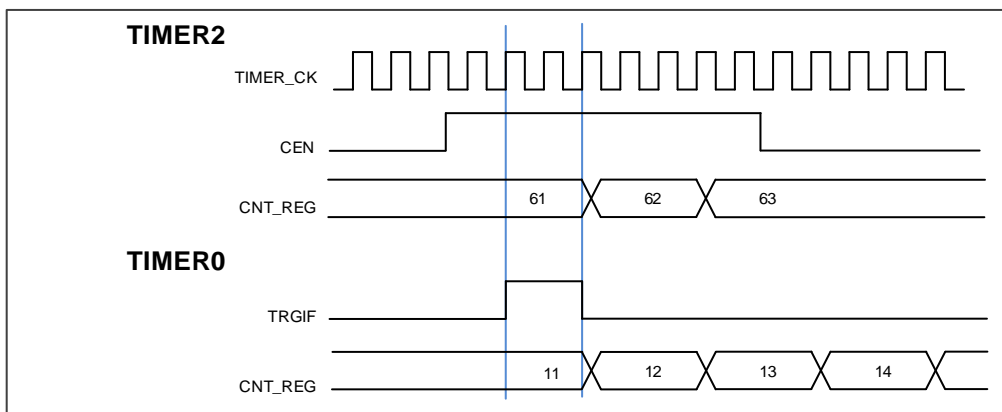 TIMER2
TIMER_CK
CEN
CNT_REG 61 62 63
TIMER0
TRGIF
CNT_REG 11 12 13 14